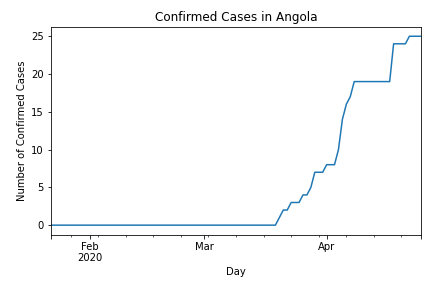 Confirmed Cases in Angola
Number of Confirmed Cases
25
20
15
10
5
0
Feb
2020
Mar
Apr
Day